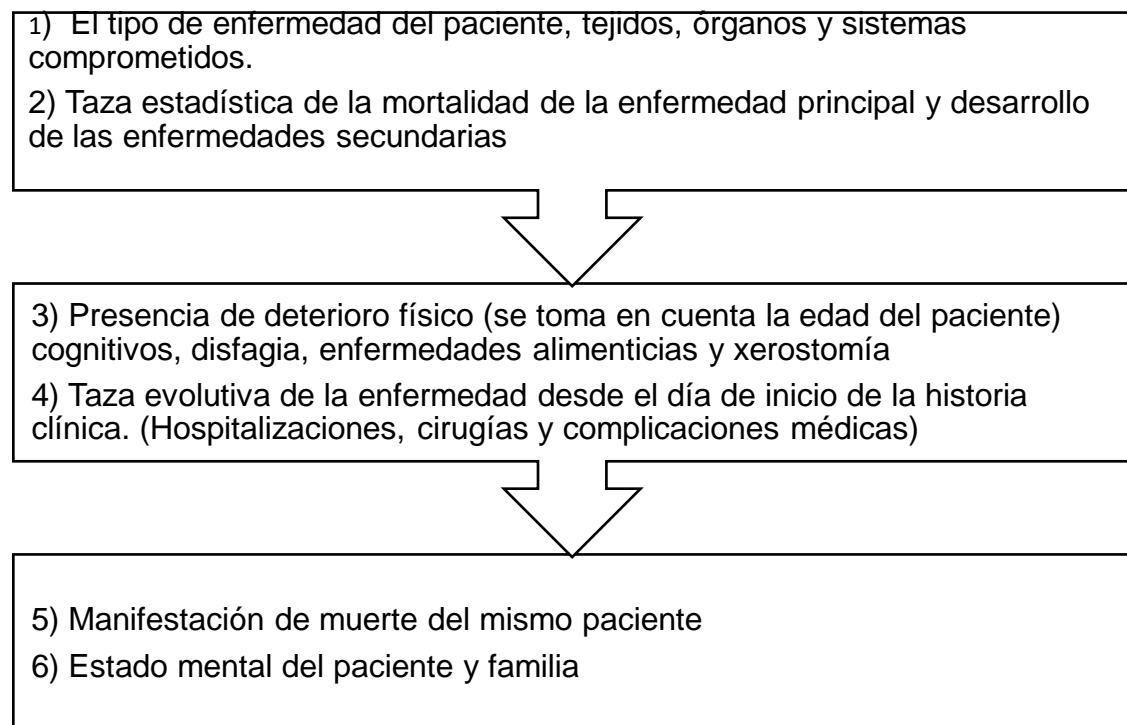 1) El tipo de enfermedad del paciente, tejidos, órganos y sistemas
comprometidos.
2) Taza estadística de la mortalidad de la enfermedad principal y desarrollo
de las enfermedades secundarias
3) Presencia de deterioro físico (se toma en cuenta la edad del paciente)
cognitivos, disfagia, enfermedades alimenticias y xerostomía
4) Taza evolutiva de la enfermedad desde el día de inicio de la historia
clínica. (Hospitalizaciones, cirugías y complicaciones médicas)
5) Manifestación de muerte del mismo paciente
6) Estado mental del paciente y familia